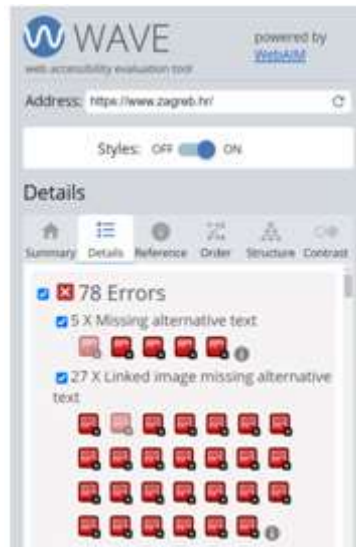 WAVE
powered by
WebAIM
web accessibility evaluation tool
Address: https://www.zagreb.hr/
Styles: OFF ON
Details
Summary Details Reference Order Structure Contrast
78 Errors
5 X Missing alternative text
27 X Linked image missing alternative
text